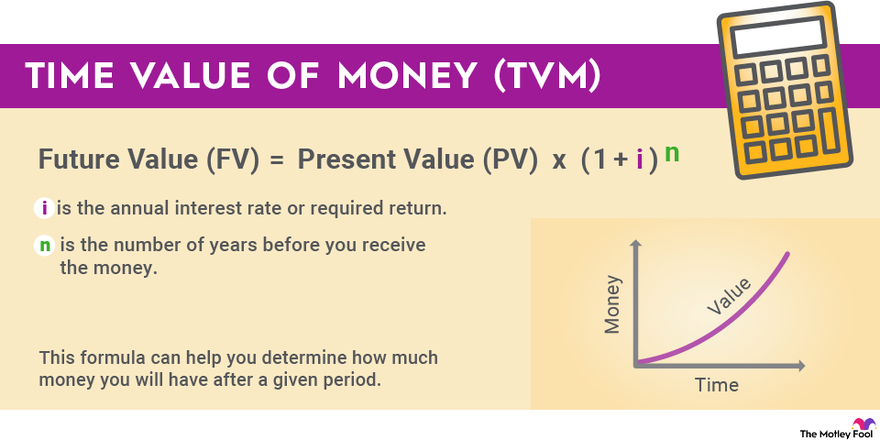 TIME VALUE OF MONEY (TVM)
Future Value (FV) = Present Value (PV) x (1 + i)ⁿ
i is the annual interest rate or required return.
n is the number of years before you receive
the money.
This formula can help you determine how much
money you will have after a given period.
Money
Value
Time
The Motley Fool